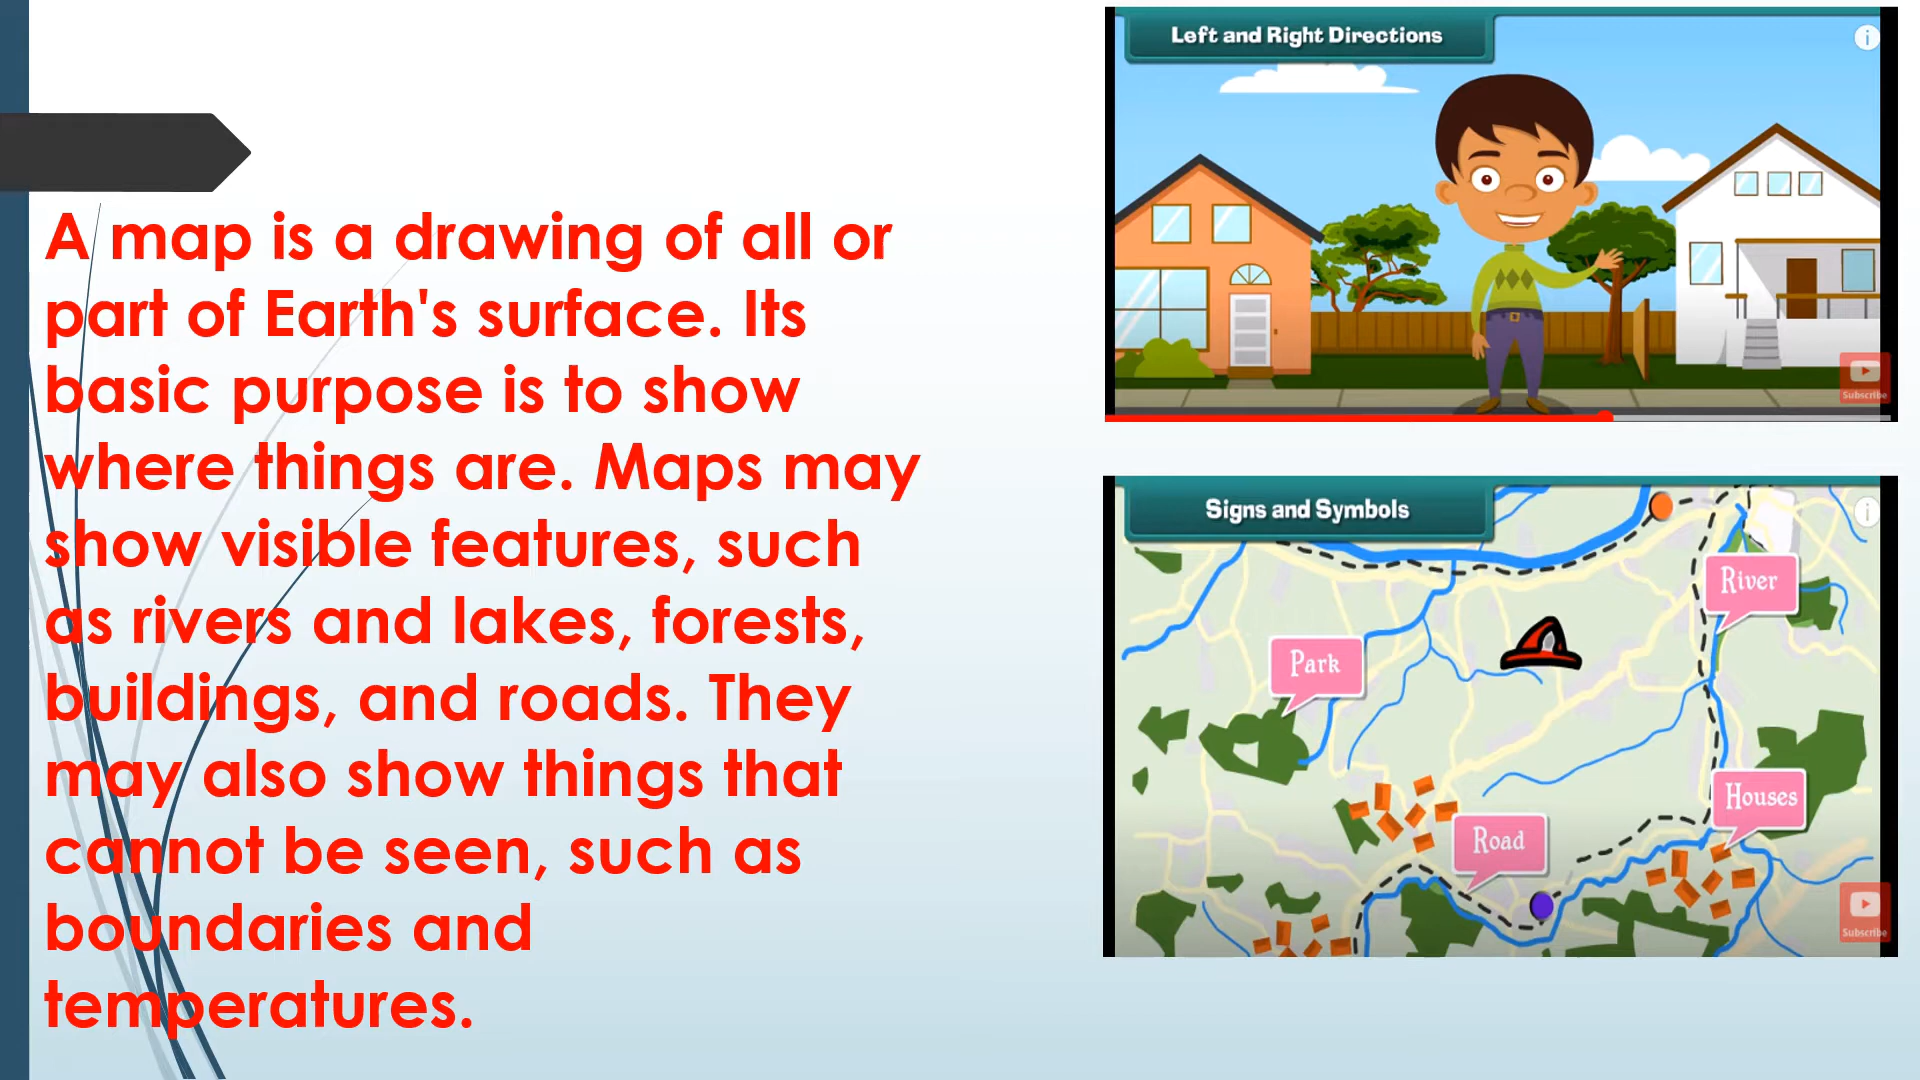 A map is a drawing of all or
part of Earth's surface. Its
basic purpose is to show
where things are. Maps may
show visible features, such
as rivers and lakes, forests,
buildings, and roads. They
may also show things that
cannot be seen, such as
boundaries and
temperatures.
Left and Right Directions
i
Subscribe
Signs and Symbols
i
River
Park
Houses
Road
Subscribe